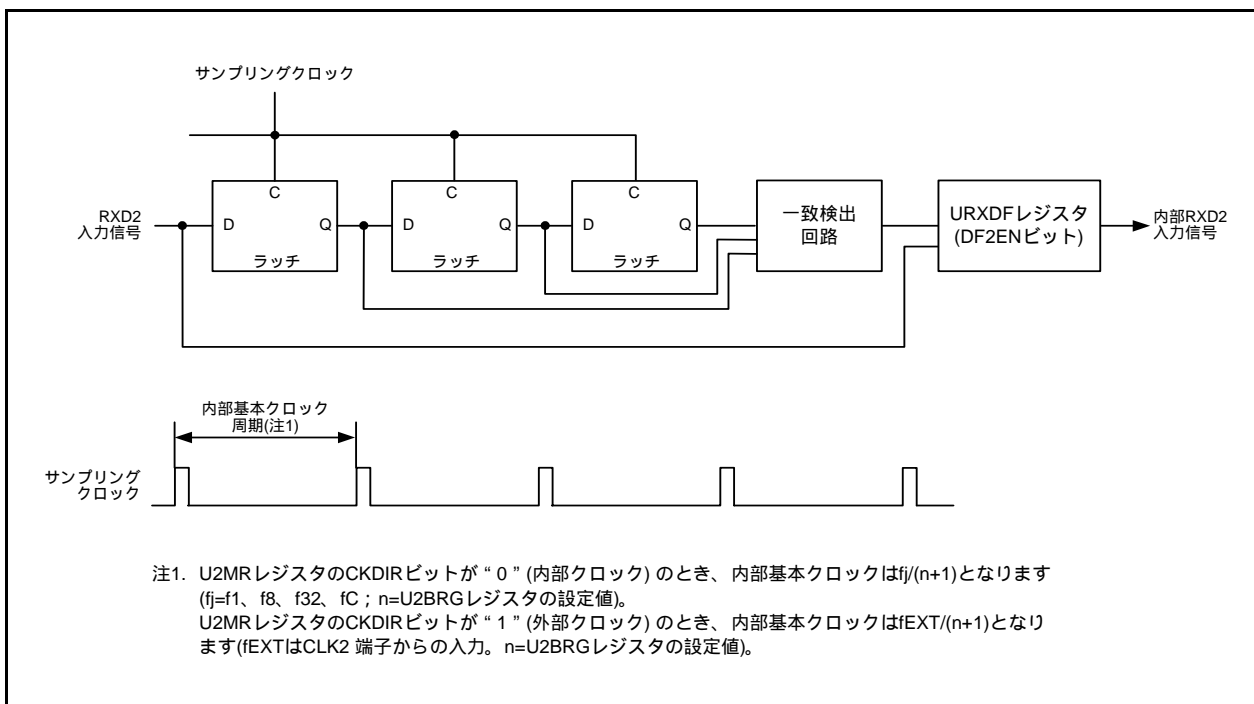 サンプリングクロック
C
C
C
RXD2
入力信号
D
Q
D
Q
D
Q
ラッチ
ラッチ
ラッチ
一致検出
回路
URXDFレジスタ
(DF2ENビット)
内部RXD2
入力信号
内部基本クロック
周期(注1)
サンプリング
クロック
注1. U2MRレジスタのCKDIRビットが“0”(内部クロック) のとき、内部基本クロックはfj/(n+1)となります
(fj=f1、f8、f32、fC;n=U2BRGレジスタの設定値)。
U2MRレジスタのCKDIRビットが“1”(外部クロック) のとき、内部基本クロックはfEXT/(n+1)となり
ます(fEXTはCLK2 端子からの入力。n=U2BRGレジスタの設定値)。